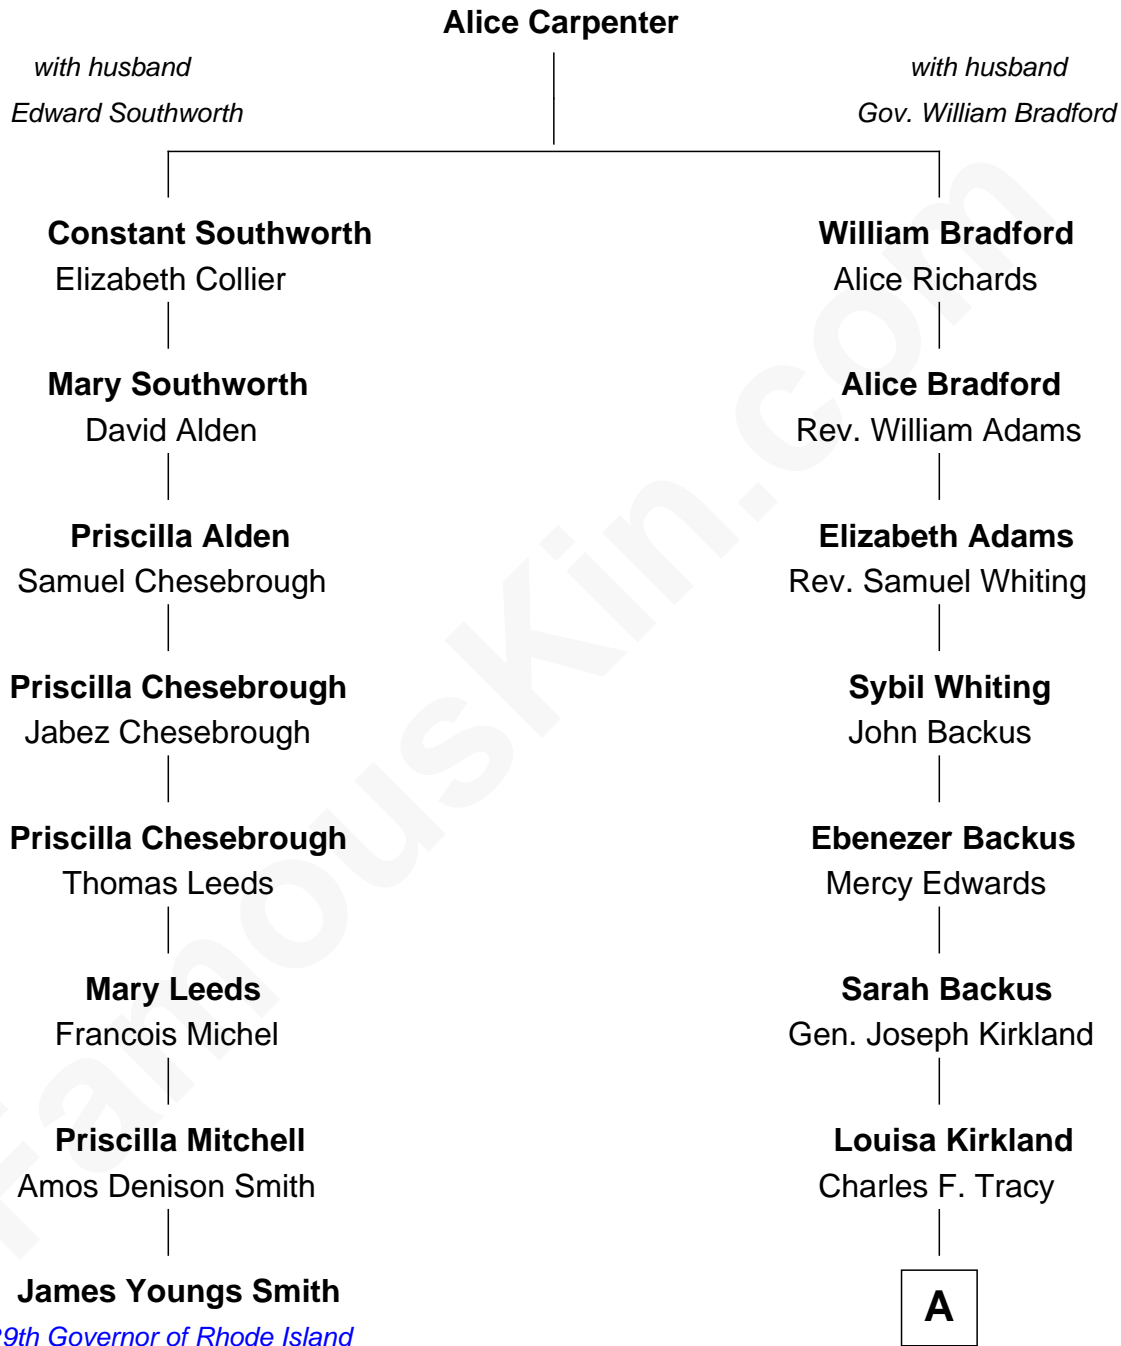 Alice Carpenter
with husband
Edward Southworth
with husband
Gov. William Bradford
Constant Southworth
Elizabeth Collier
William Bradford
Alice Richards
Mary Southworth
David Alden
Alice Bradford
Rev. William Adams
Priscilla Alden
Samuel Chesebrough
Elizabeth Adams
Rev. Samuel Whiting
Priscilla Chesebrough
Jabez Chesebrough
Sybil Whiting
John Backus
Priscilla Chesebrough
Thomas Leeds
Ebenezer Backus
Mercy Edwards
Mary Leeds
Francois Michel
Sarah Backus
Gen. Joseph Kirkland
Priscilla Mitchell
Amos Denison Smith
Louisa Kirkland
Charles F. Tracy
James Youngs Smith
9th Governor of Rhode Island
A
FamousKin.com